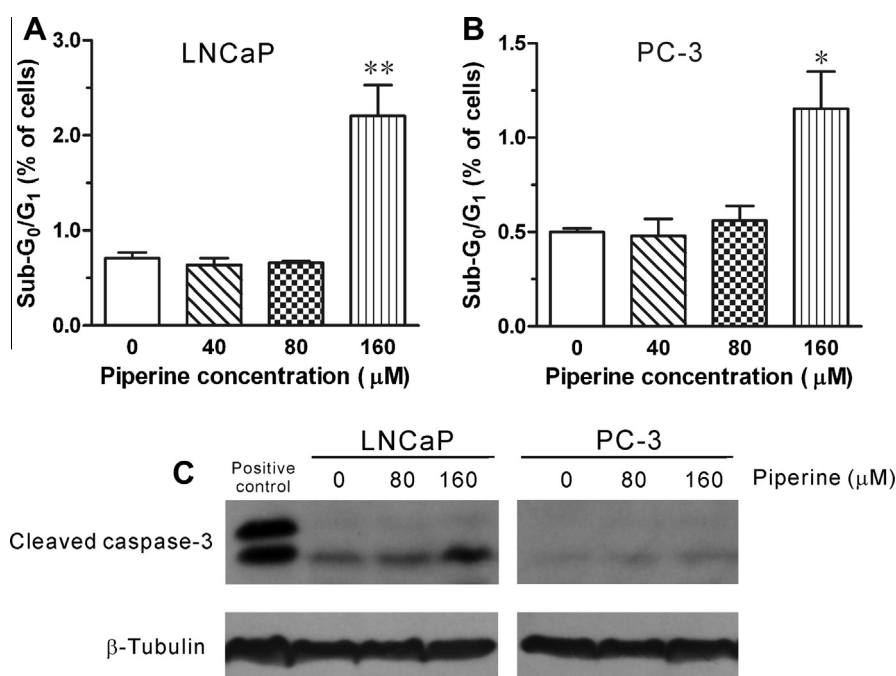 A
LNCaP
Sub-G₀/G₁ (% of cells)
3.0
2.0
1.0
0.0
**
0 40 80 160
Piperine concentration ( μM)
B
PC-3
Sub-G₀/G₁ (% of cells)
1.5
1.0
0.5
0.0
*
0 40 80 160
Piperine concentration ( μM)
C
Positive
control
LNCaP
0 80 160
PC-3
0 80 160
Piperine (μM)
Cleaved caspase-3
β-Tubulin